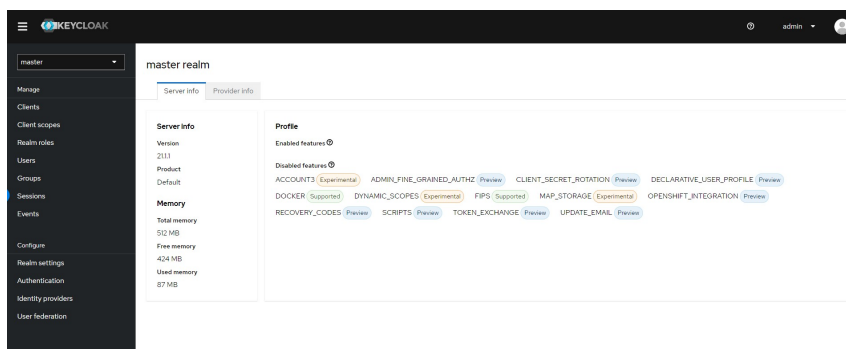 KEYCLOAK
admin
master
Manage
Clients
Client scopes
Realm roles
Users
Groups
Sessions
Events
Configure
Realm settings
Authentication
Identity providers
User federation
master realm
Server info Provider info
Server info
Version
21.1.1
Product
Default
Memory
Total memory
512 MB
Free memory
424 MB
Used memory
87 MB
Profile
Enabled features
Disabled features
ACCOUNT3 Experimental ADMIN_FINE_GRAINED_AUTHZ Preview CLIENT_SECRET_ROTATION Preview DECLARATIVE_USER_PROFILE Preview
DOCKER Supported DYNAMIC_SCOPES Experimental FIPS Supported MAP_STORAGE Experimental OPENSHIFT_INTEGRATION Preview
RECOVERY_CODES Preview SCRIPTS Preview TOKEN_EXCHANGE Preview UPDATE_EMAIL Preview